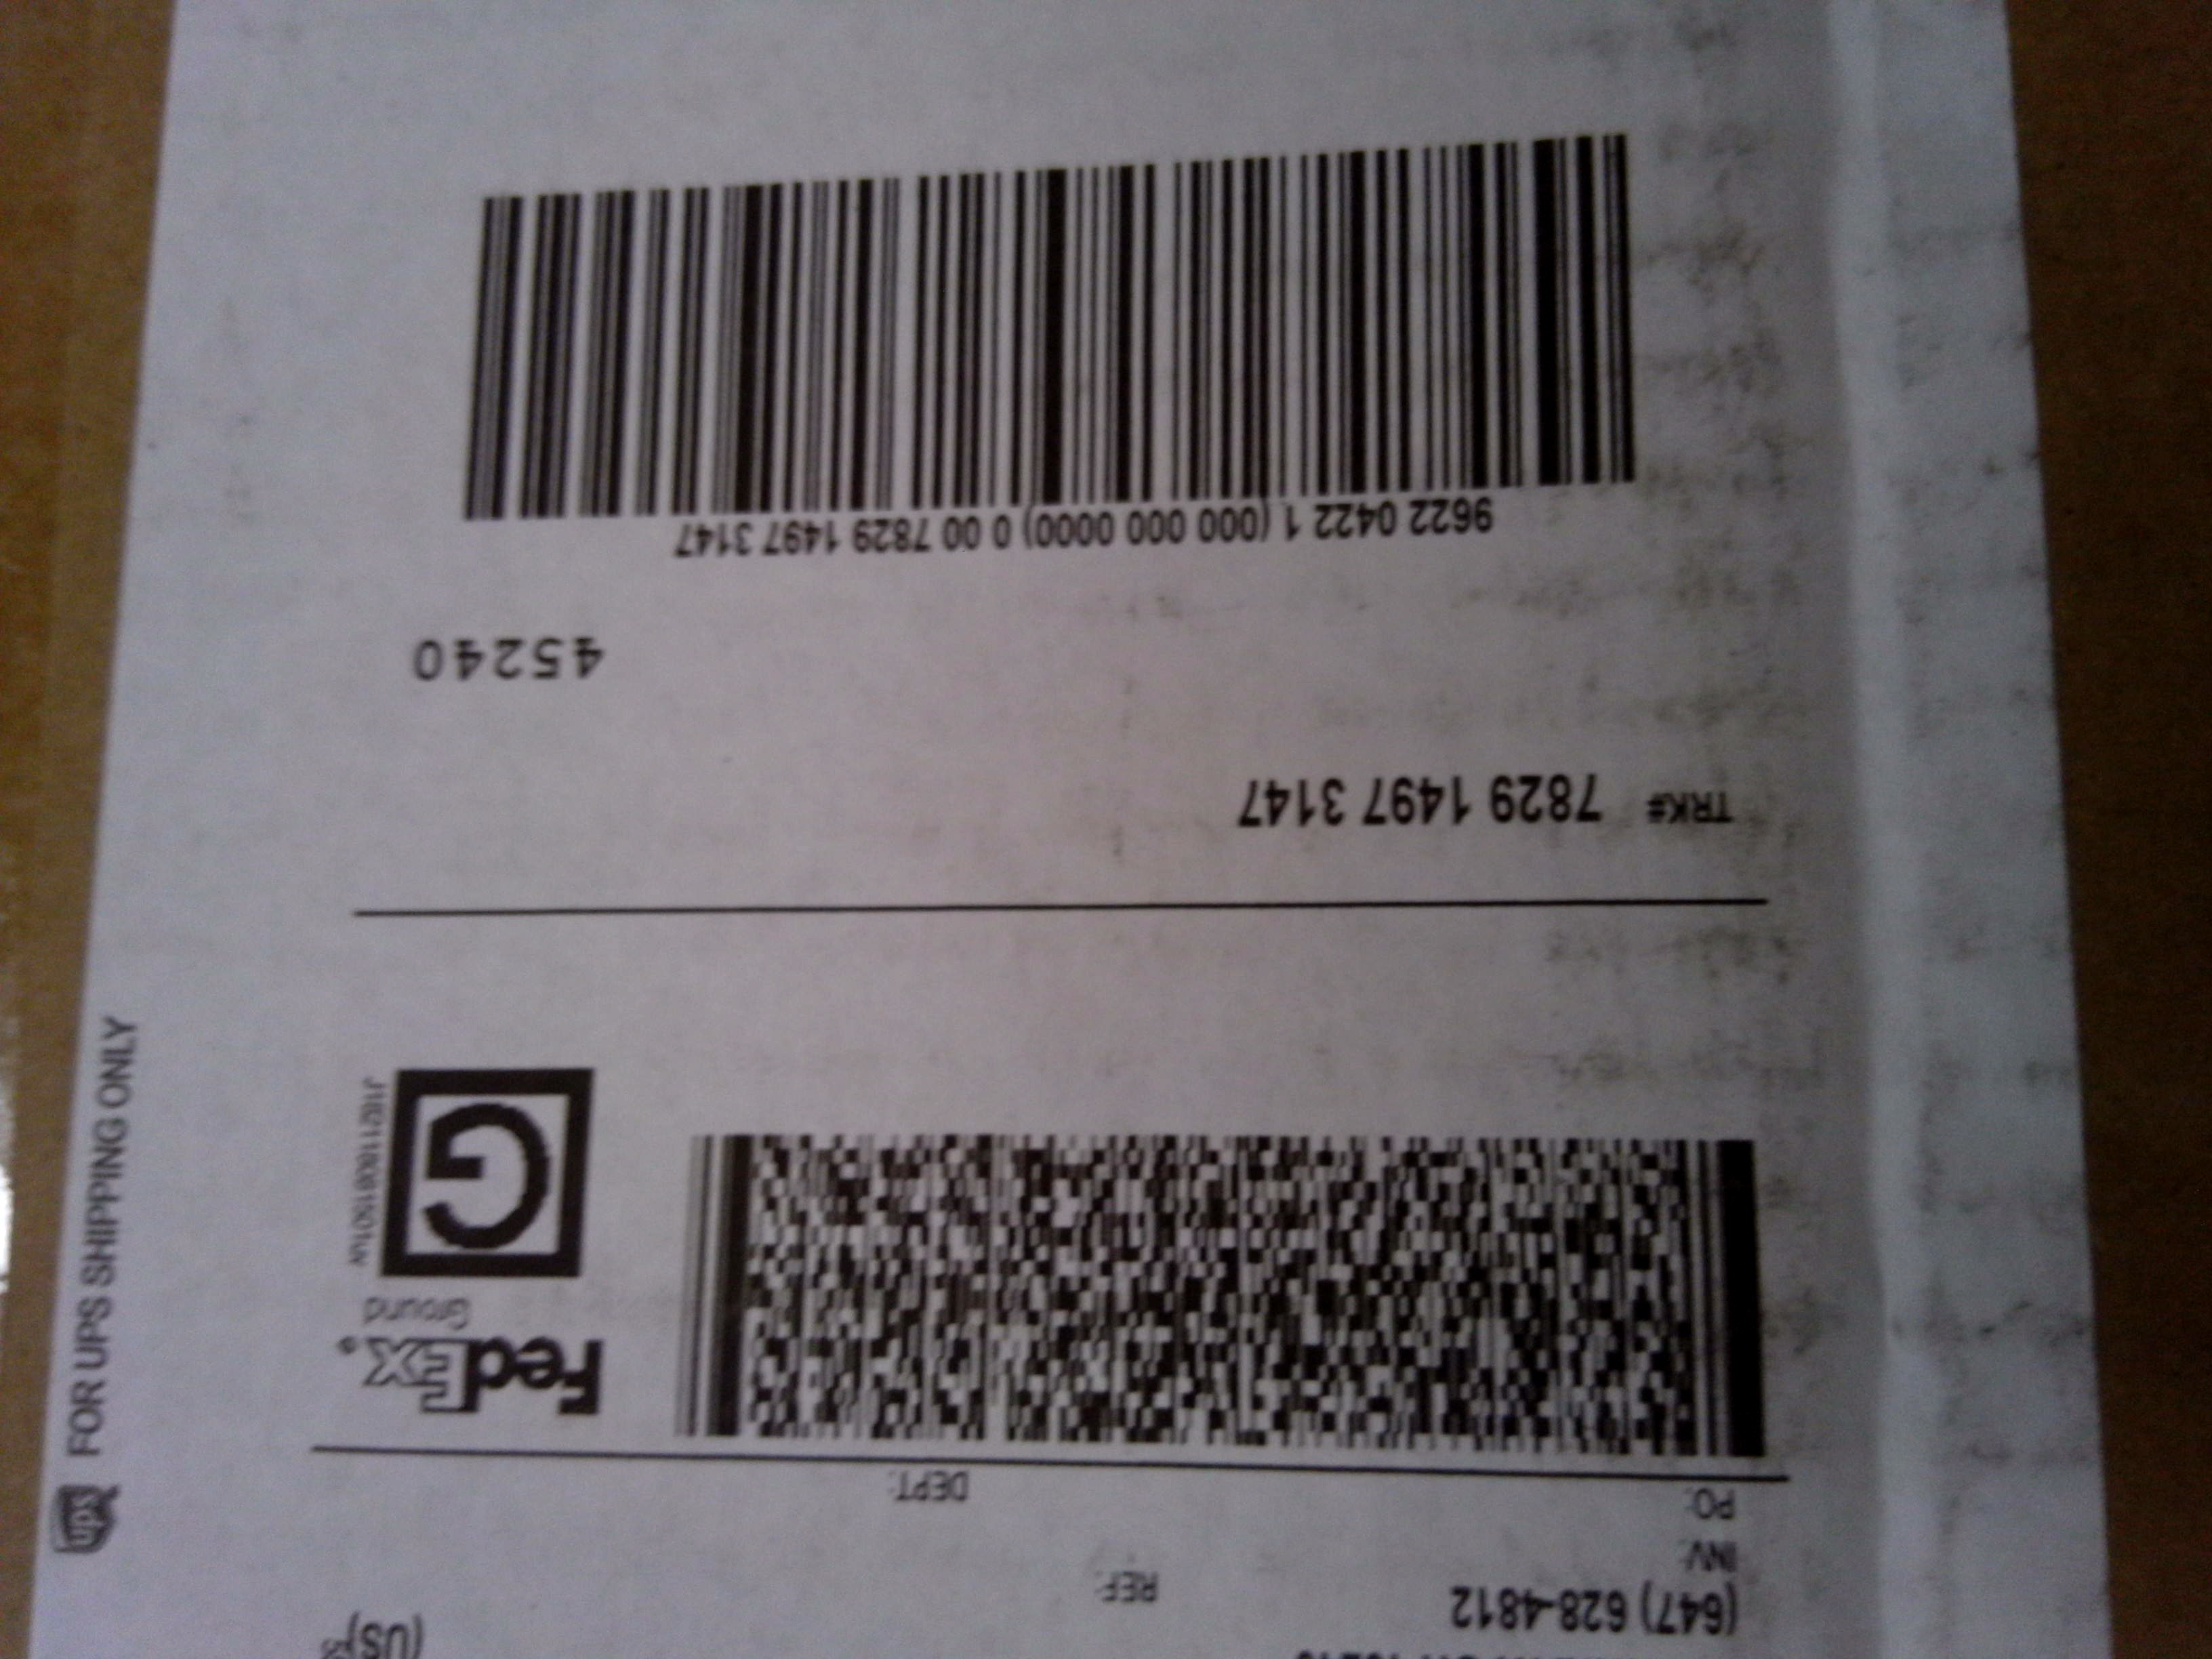 (US)
(647) 628-4812
REF:
INV:
PO:
DEPT:
FedEx®
Ground
G
TRK# 7829 1497 3147
45240
9622 0422 1 (000 000 0000) 0 00 7829 1497 3147
ups FOR UPS SHIPPING ONLY